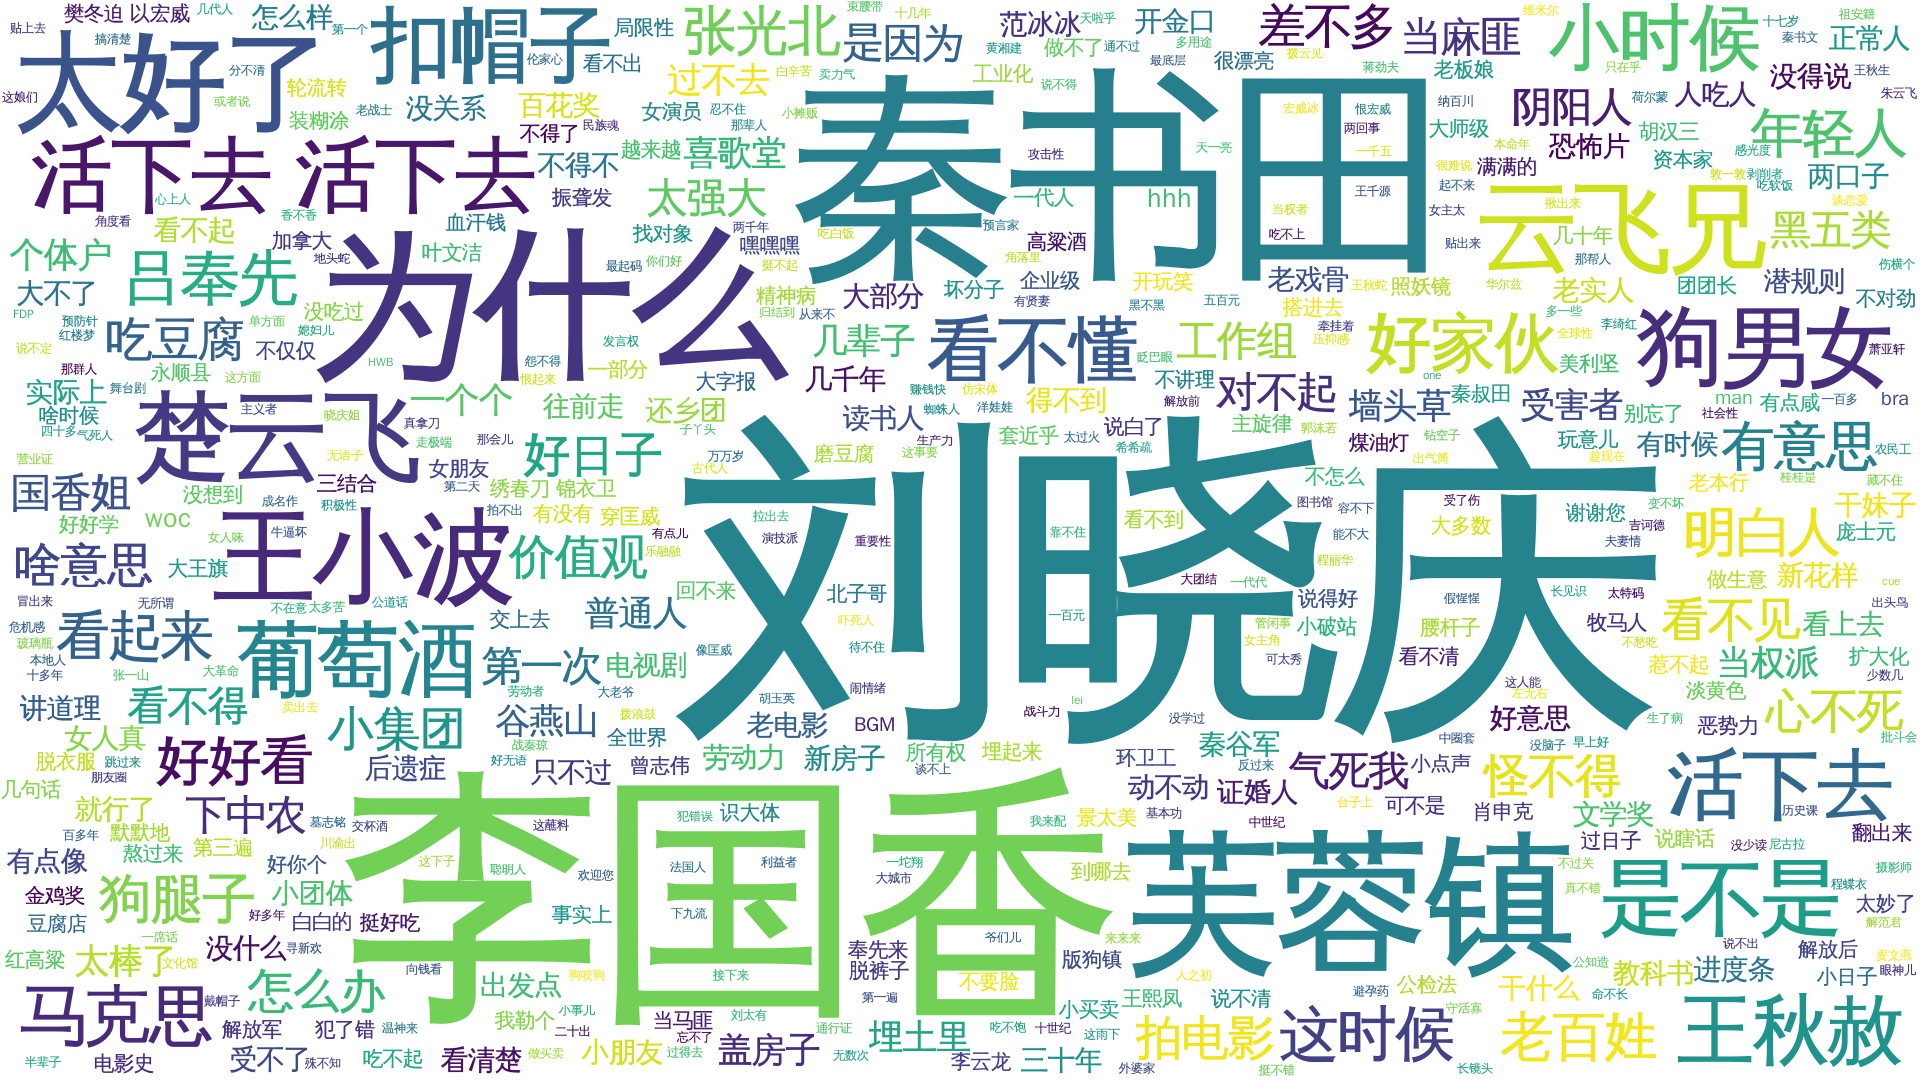 樊冬迫 以宏威 几代人 怎么样 第一个
贴上去 搞清楚
太好了
扣帽子
局限性 看不出
束腰带
张光北
十几年
是因为
范冰冰 天啦乎
黄湘建 做不了 通不过
开金口
多用途
最底层 很漂亮
差不多
维米尔
当麻匪
小时候
十七岁 祖安籍
秦书文 正常人
分不清
这娘们 或者说
轮流转
装糊涂
老战士
没关系
伦家心
百花奖
不得了 民族魂
过不去 白辛苦 卖力气
女演员 忍不住 小摊贩
那辈人
工业化 说不得
拨云见
蒋劲夫
老板娘
只在乎
没得说 王秋生
朱云飞
活下去 活下去
不得不
振聋发
越来越 喜歌堂
太强大
秦书田
宏威冰 恨宏威
两回事
攻击性 一千五
天一亮
王千源
当权者
吃不上
纳百川
大师级
本命年
很难说
起不来
女主太
贴出来
阴阳人
恐怖片
荷尔蒙 人吃人
胡汉三
感光度
资本家
满满的
敦一敦 剥削者
吃软饭
年轻人
两口子
谈恋爱
心上人
角度看
看不起 香不香
加拿大
地头蛇
血汗钱
叶文洁
最起码
两千年
找对象
你们好
嘿嘿嘿
挺不起
吃白饭
一代人 hhh
预言家
高粱酒
角落里
企业级
云飞兄
揪出来
几十年
那帮人
黑五类
个体户
大不了
FDP 预防针
红楼梦
吕奉先
没吃过
单方面
媳妇儿
为什么
精神病
归结到 从来不
大部分
坏分子
有贤妻
开玩笑
黑不黑 五百元
老戏骨
王秋蛇
搭进去
照妖镜
华尔兹
老实人
多一些
团团长
潜规则
伤横个
不对劲
吃豆腐
不仅仅
说不定
那群人
永顺县
这方面
HWB
发言权
怨不得
恨起来
一部分
几辈子
看不懂
牵挂着
压抑感
工作组
眨巴眼
不讲理
好家伙
全球性
李绮红
美利坚
狗男女
萧亚轩
实际上
舞台剧
啥时候
四十多 气死人
主义者
晓庆姐
真拿刀
一个个
往前走
大字报
还乡团
子丫头
几千年
赚钱快 仿宋体
蜘蛛人 洋娃娃
读书人
得不到
解放前
对不起
主旋律
郭沫若
墙头草
one
秦叔田
钻空子
受害者
man
社会性
别忘了
有点咸
一百多
bra
楚云飞
走极端 那会儿
无语子
营业证
女朋友
好日子
万万岁
古代人
磨豆腐
生产力
这事要
套近乎 太过火
说白了
希希疏
不怎么
煤油灯
出气筒
玩意儿
趁现在
有时候
有意思
农民工
国香姐
没想到
成名作
三结合
积极性
第二天
绣春刀 锦衣卫
拍不出
好好学
woc
女人味
牛逼坏
有没有 穿匡威
有点儿
拉出去
演技派
重要性
刘晓庆
靠不住
看不到
图书馆
容不下
受了伤
能不大
大多数
老本行
变不坏
桂桂是
藏不住
谢谢您
吉诃德
夫妻情
明白人
干妹子
庞士元
啥意思
大王旗
王小波
价值观
乐融融
回不来
北子哥
一百元
大团结 一代代
程丽华
说得好
假惺惺
长见识
太特码
做生意 新花样
cue
出头鸟
冒出来
无所谓
危机感
玻璃瓶
本地人
十多年
看起来
不在意 太多苦
公道话
交上去
普通人
吓死人
待不住
管闲事
女主角
小破站
可太秀
腰杆子
看不清
牧马人
不愁吃
看不见
看上去
张一山
大革命
葡萄酒
第一次
电视剧
像匡威
劳动者
大老爷
胡玉英
闹情绪
lei
战斗力
没学过
这人能
左无右
惹不起
当权派
扩大化
少数几
讲道理
看不得
卖出去
小集团
谷燕山
拨浪鼓
老电影
BGM
好意思
生了病
淡黄色
恶势力
心不死
批斗会
女人真
脱衣服
跳过来
朋友圈
好好看
后遗症
战秦琼
好无语
全世界
只不过
曾志伟
劳动力
新房子
所有权
谈不上
埋起来
环卫工
秦谷军
反过来
中圈套
没脑子 早上好
几句话
就行了
默默地
下中农
交杯酒
墓志铭
这蘸料
李国香
犯错误
识大体
我来配
景太美
动不动
基本功
证婚人
中世纪
气死我
台子上
小点声
可不是
怪不得
肖申克
文学奖
活下去
历史课
百多年
有点像
熬过来
第三遍
川渝出
好你个
这下子
聪明人
欢迎您
法国人
利益者
一坨翔
大城市
到哪去
芙蓉镇
过日子
说瞎话
没少读
尼古拉
翻出来
不过关
真不错
摄影师
金鸡奖
豆腐店
狗腿子
小团体
好多年
白白的
挺好吃
事实上
下九流
爷们儿
来来来
是不是
程蝶衣
太妙了
解范君
一席话
红高粱
太棒了
文化馆
没什么
寻新欢
向钱看
出发点
狗咬狗
接下来
奉先来
脱裤子
不要脸
版狗镇
人之初
说不出
公知造
解放后
麦文燕
马克思
戴帽子
怎么办
我勒个
小事儿
刘太有
当马匪
第一遍
小买卖
王熙凤
说不清
避孕药
公检法
守活寡
干什么
命不长
教科书
进度条
小日子
眼神儿
解放军
犯了错
二十出
忘不了
通行证
埋土里
吃不饱 十世纪
这雨下
拍电影
这时候
老百姓
王秋赦
半辈子
电影史
受不了
殊不知
温神来
吃不起
看清楚
做买卖
小朋友
过得去
盖房子
无数次
李云龙
三十年
外婆家
挺不错
长镜头